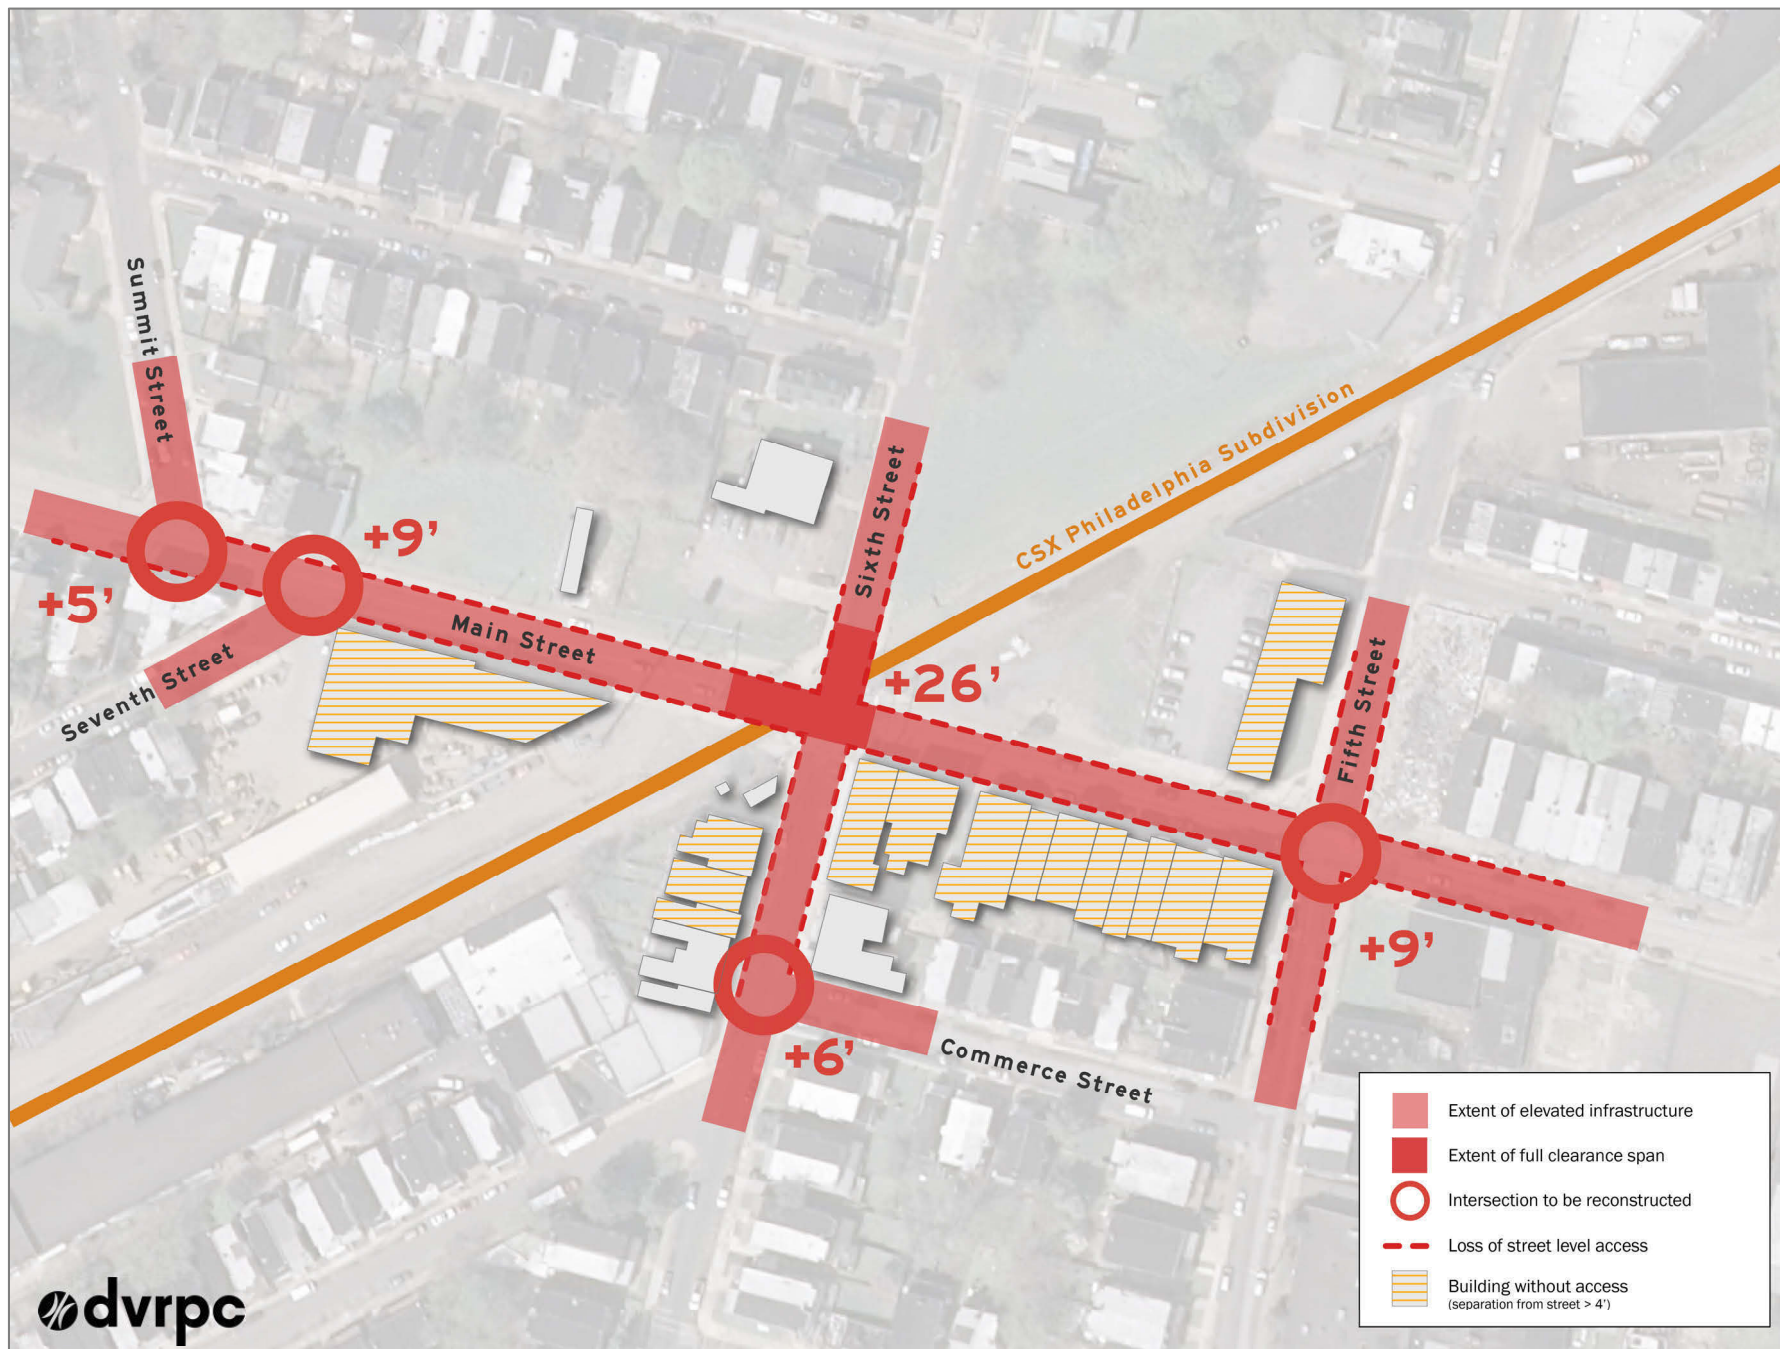 Summit Street
+9'
+5'
Seventh Street
Main Street
Sixth Street
CSX Philadelphia Subdivision
+26'
Fifth Street
+9'
+6'
Commerce Street
Extent of elevated infrastructure
Extent of full clearance span
Intersection to be reconstructed
Loss of street level access
Building without access
(separation from street > 4')
dvrpc